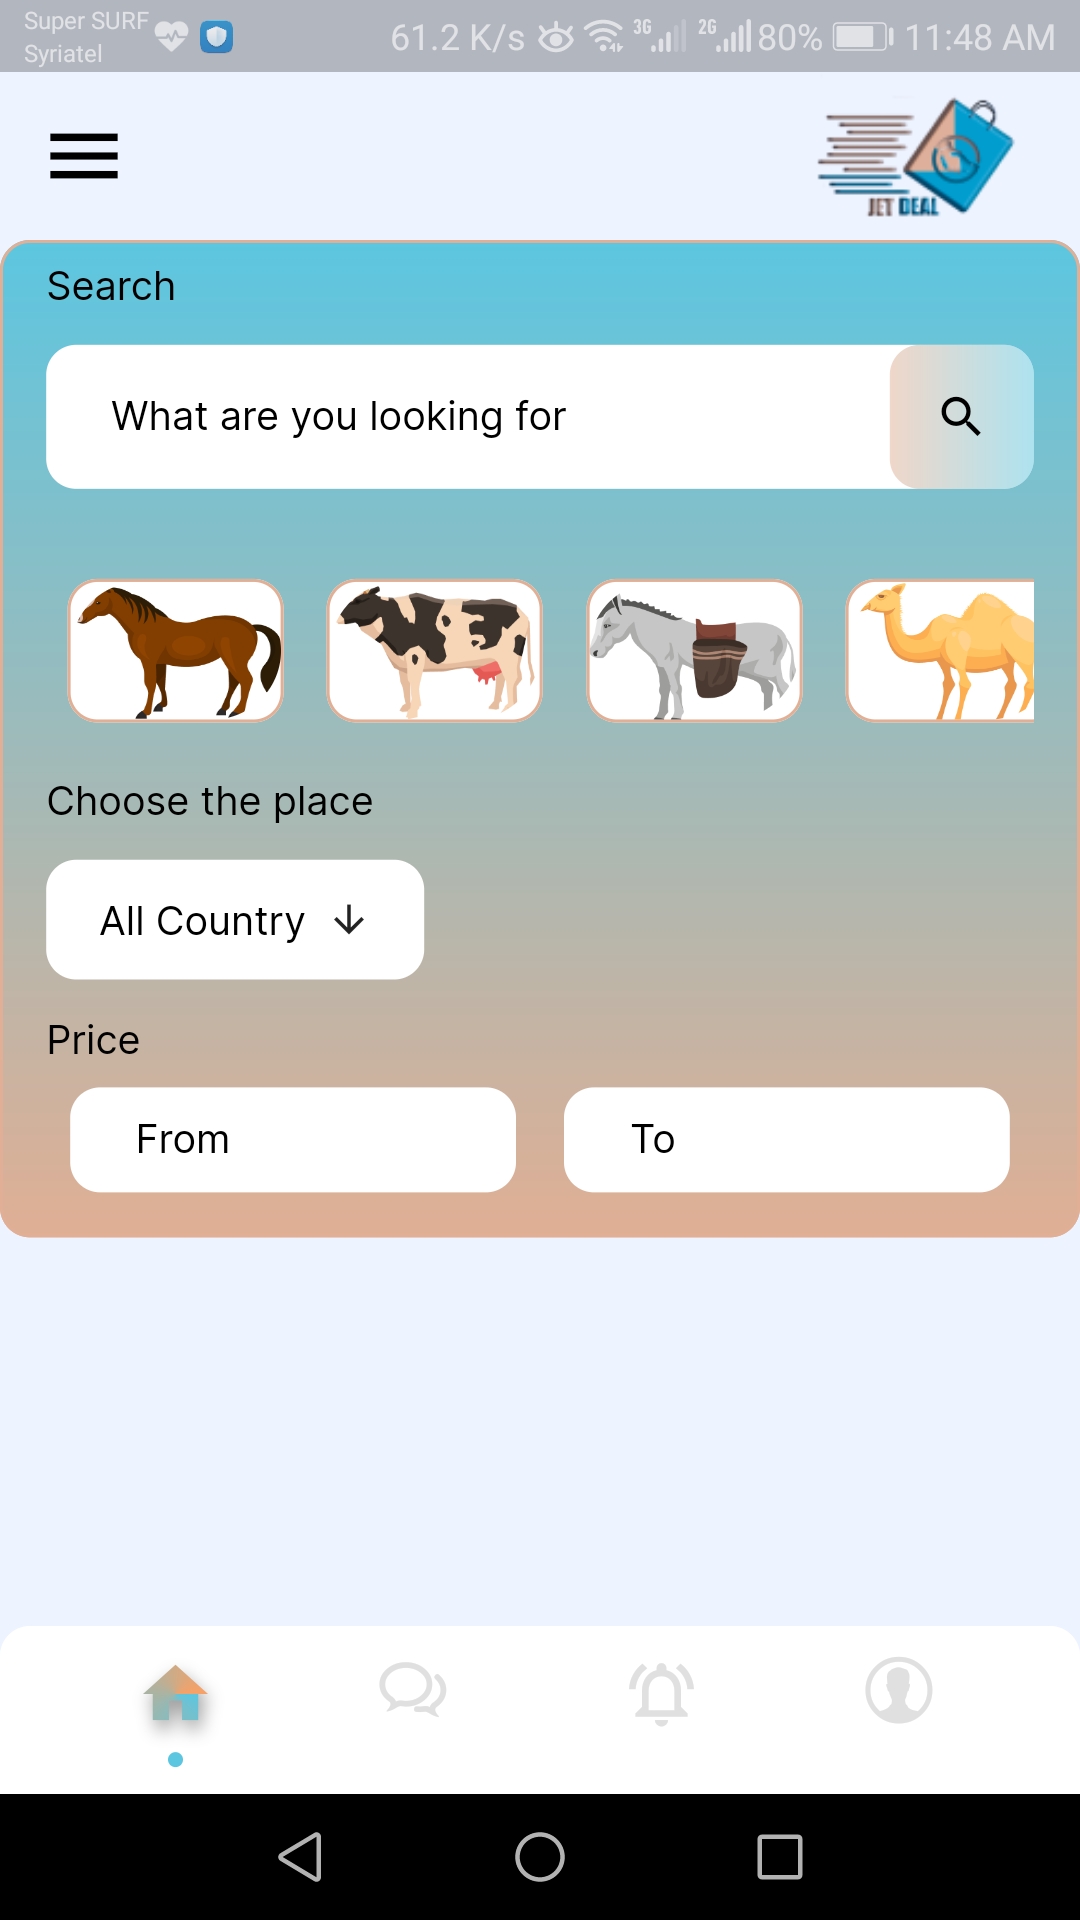 Super SURF
Syriatel
61.2 K/s 3G 2G 80% 11:48 AM
JET DEAL
Search
What are you looking for
Choose the place
All Country
Price
From To